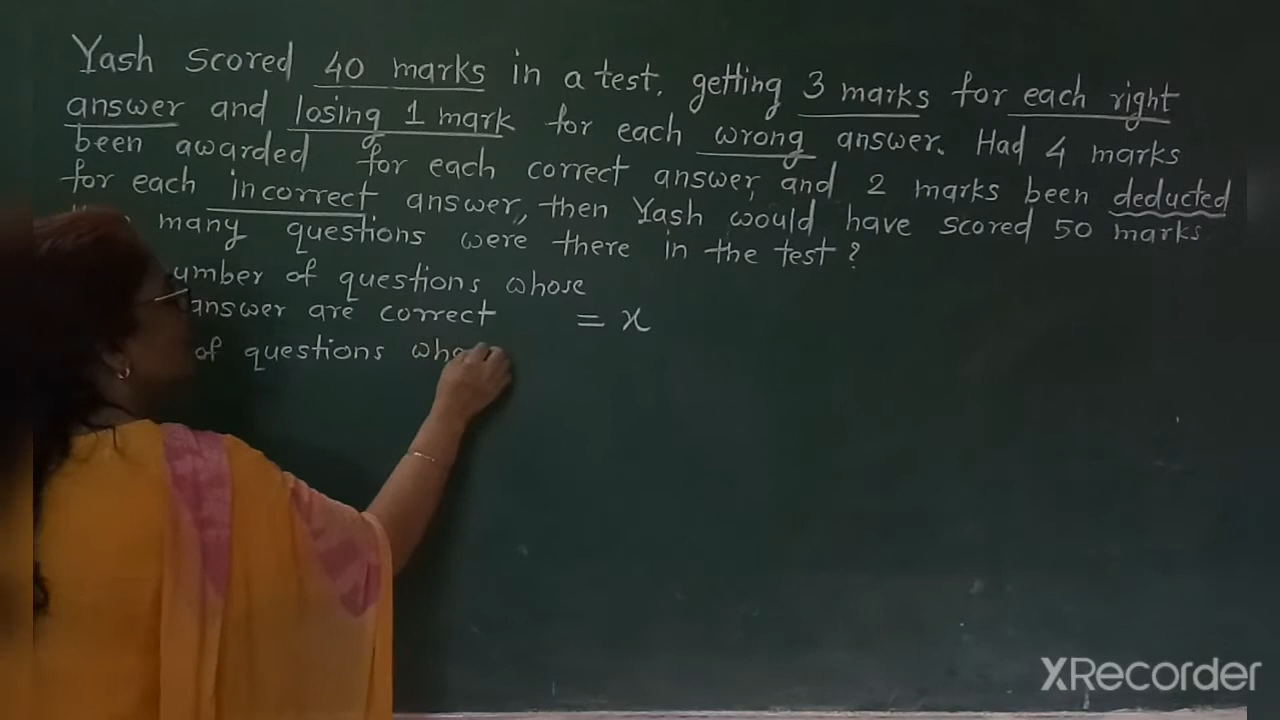 Yash Scored 40 marks in a test, getting 3 marks for each right
answer and losing 1 mark for each wrong answer. Had 4 marks
been awarded for each correct answer, and 2 marks been deducted
for each incorrect answer, then Yash would have scored 50 marks
many questions were there in the test?
umber of questions whose
answer are correct = x
of questions
XRecorder